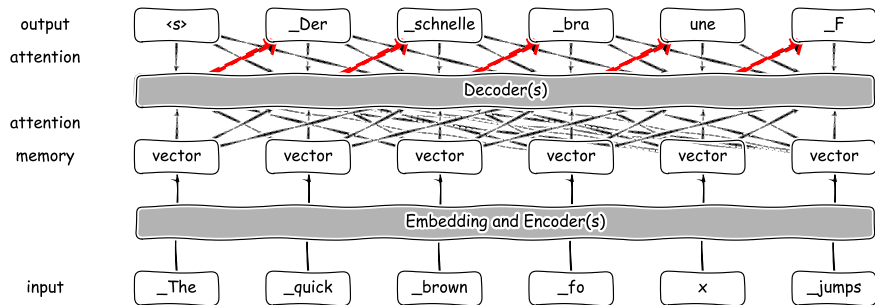 output <s> _Der _schnelle _bra une _F
attention
Decoder(s)
attention
memory vector vector vector vector vector vector
Embedding and Encoder(s)
input _The _quick _brown _fo x _jumps